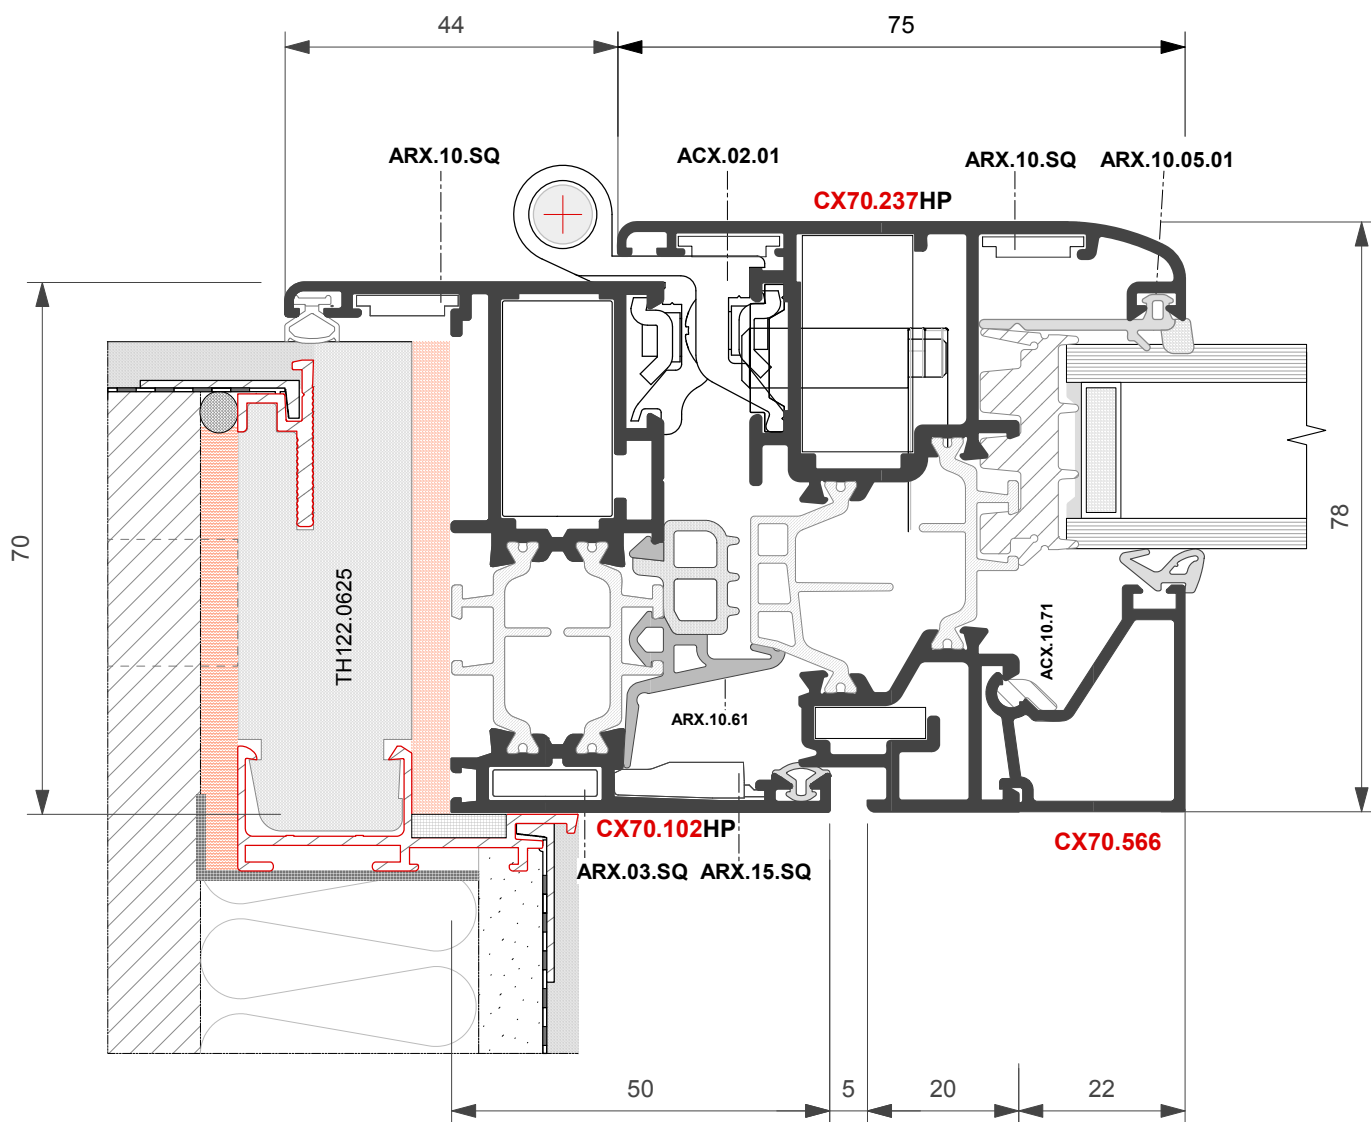 44
75
ARX.10.SQ
ACX.02.01
ARX.10.SQ
ARX.10.05.01
CX70.237HP
70
78
TH122.0625
ACX.10.71
ARX.10.61
CX70.102HP
CX70.566
ARX.03.SQ
ARX.15.SQ
50
5
20
22